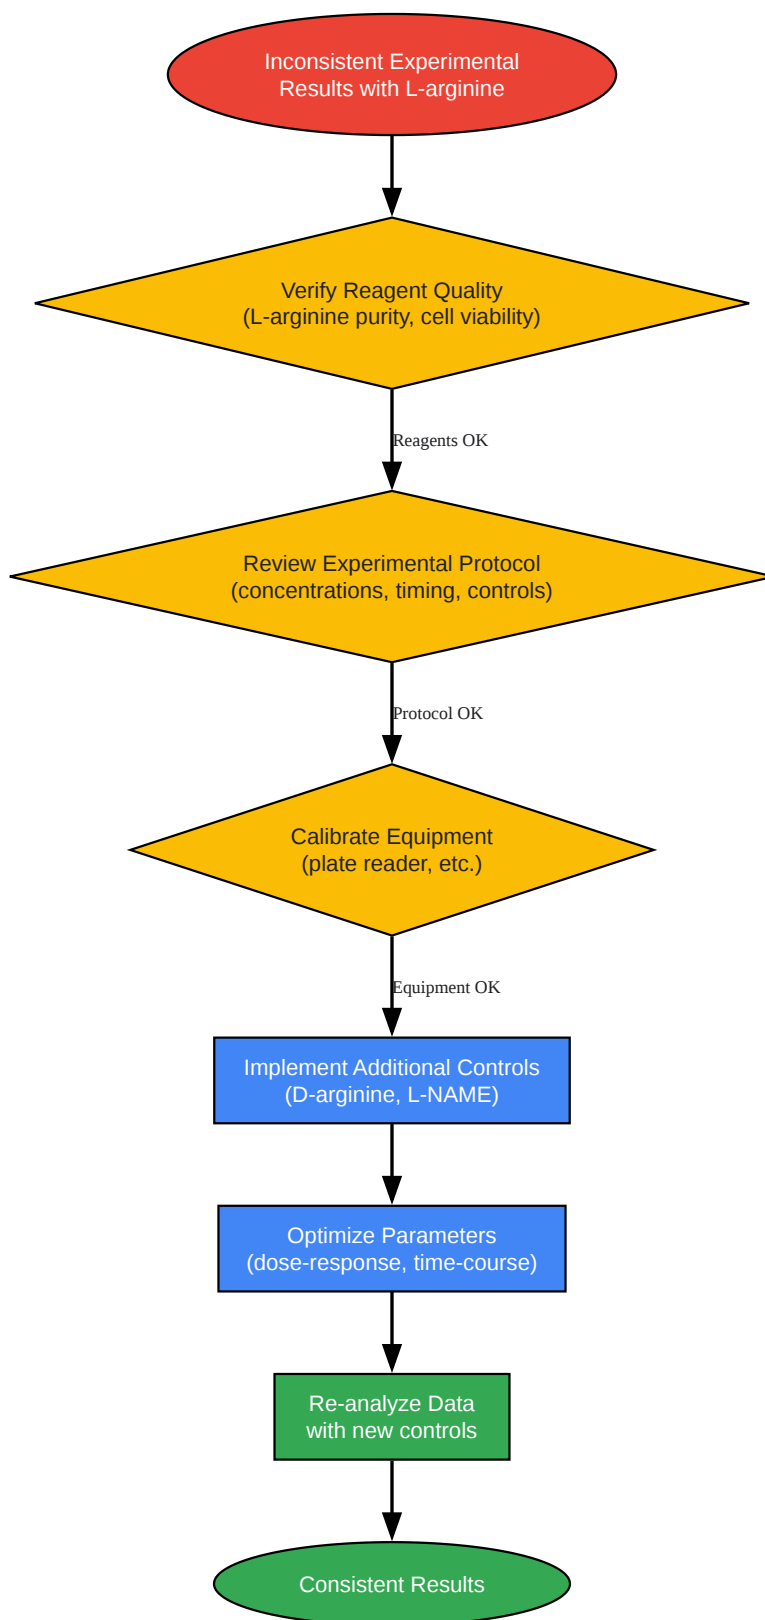 Inconsistent Experimental
Results with L-arginine
Verify Reagent Quality
(L-arginine purity, cell viability)
Reagents OK
Review Experimental Protocol
(concentrations, timing, controls)
Protocol OK
Calibrate Equipment
(plate reader, etc.)
Equipment OK
Implement Additional Controls
(D-arginine, L-NAME)
Optimize Parameters
(dose-response, time-course)
Re-analyze Data
with new controls
Consistent Results